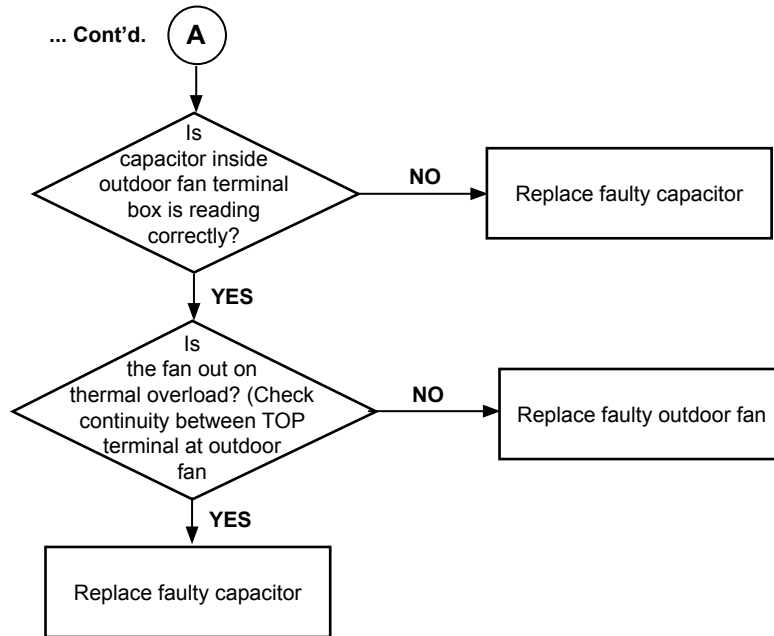 ... Cont'd.
A
Is
capacitor inside
outdoor fan terminal
box is reading
correctly?
NO
Replace faulty capacitor
YES
Is
the fan out on
thermal overload? (Check
continuity between TOP
terminal at outdoor
fan
NO
Replace faulty outdoor fan
YES
Replace faulty capacitor